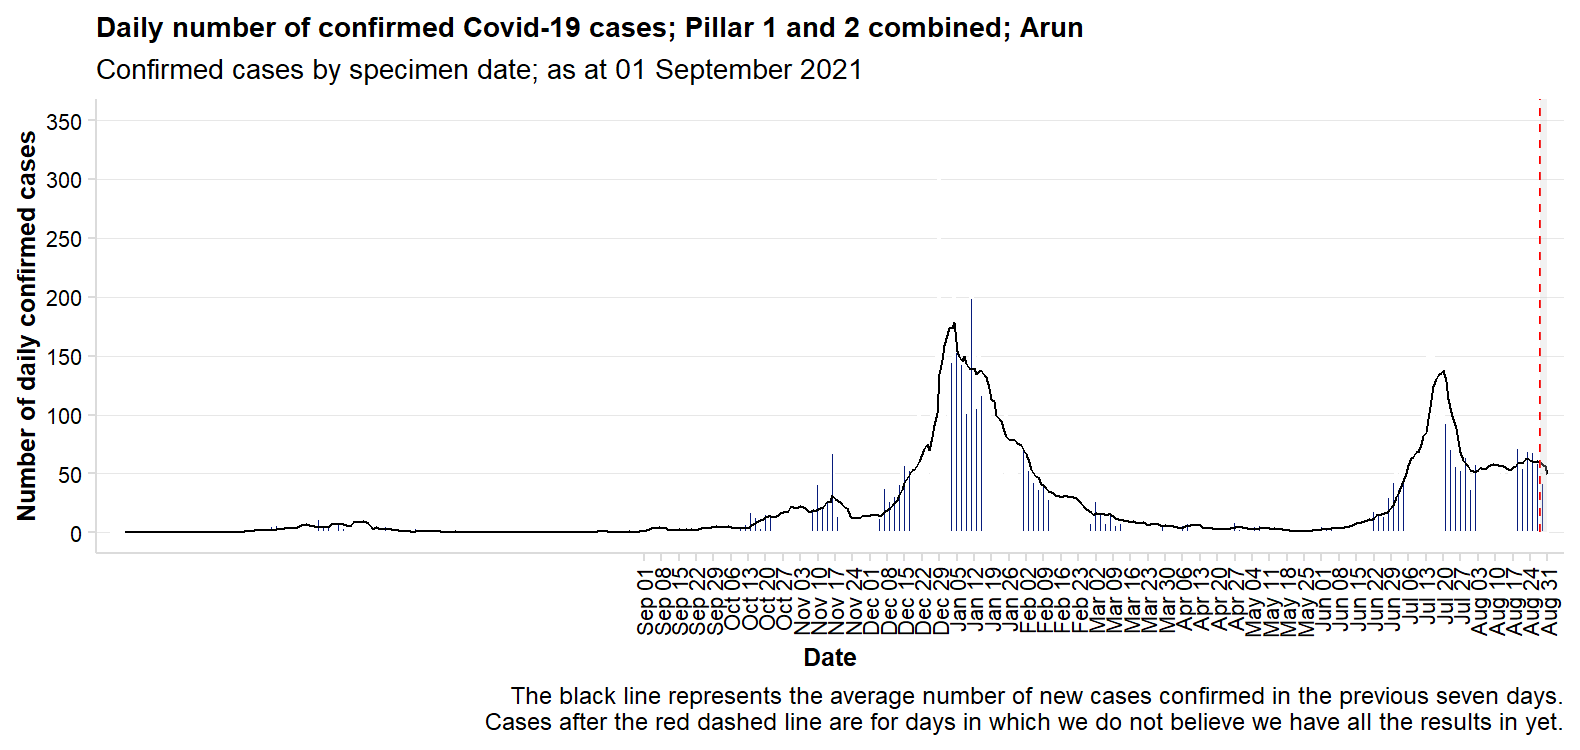 Daily number of confirmed Covid-19 cases; Pillar 1 and 2 combined; Arun
Confirmed cases by specimen date; as at 01 September 2021
Number of daily confirmed cases
350
300
250
200
150
100
50
0
Sep 01
Sep 08
Sep 15
Sep 22
Sep 29
Oct 06
Oct 13
Oct 20
Oct 27
Nov 03
Nov 10
Nov 17
Nov 24
Dec 01
Dec 08
Dec 15
Dec 22
Dec 29
Jan 05
Jan 12
Jan 19
Jan 26
Feb 02
Feb 09
Feb 16
Feb 23
Mar 02
Mar 09
Mar 16
Mar 23
Mar 30
Apr 06
Apr 13
Apr 20
Apr 27
May 04
May 11
May 18
May 25
Jun 01
Jun 08
Jun 15
Jun 22
Jun 29
Jul 06
Jul 13
Jul 20
Jul 27
Aug 03
Aug 10
Aug 17
Aug 24
Aug 31
Date
The black line represents the average number of new cases confirmed in the previous seven days.
Cases after the red dashed line are for days in which we do not believe we have all the results in yet.